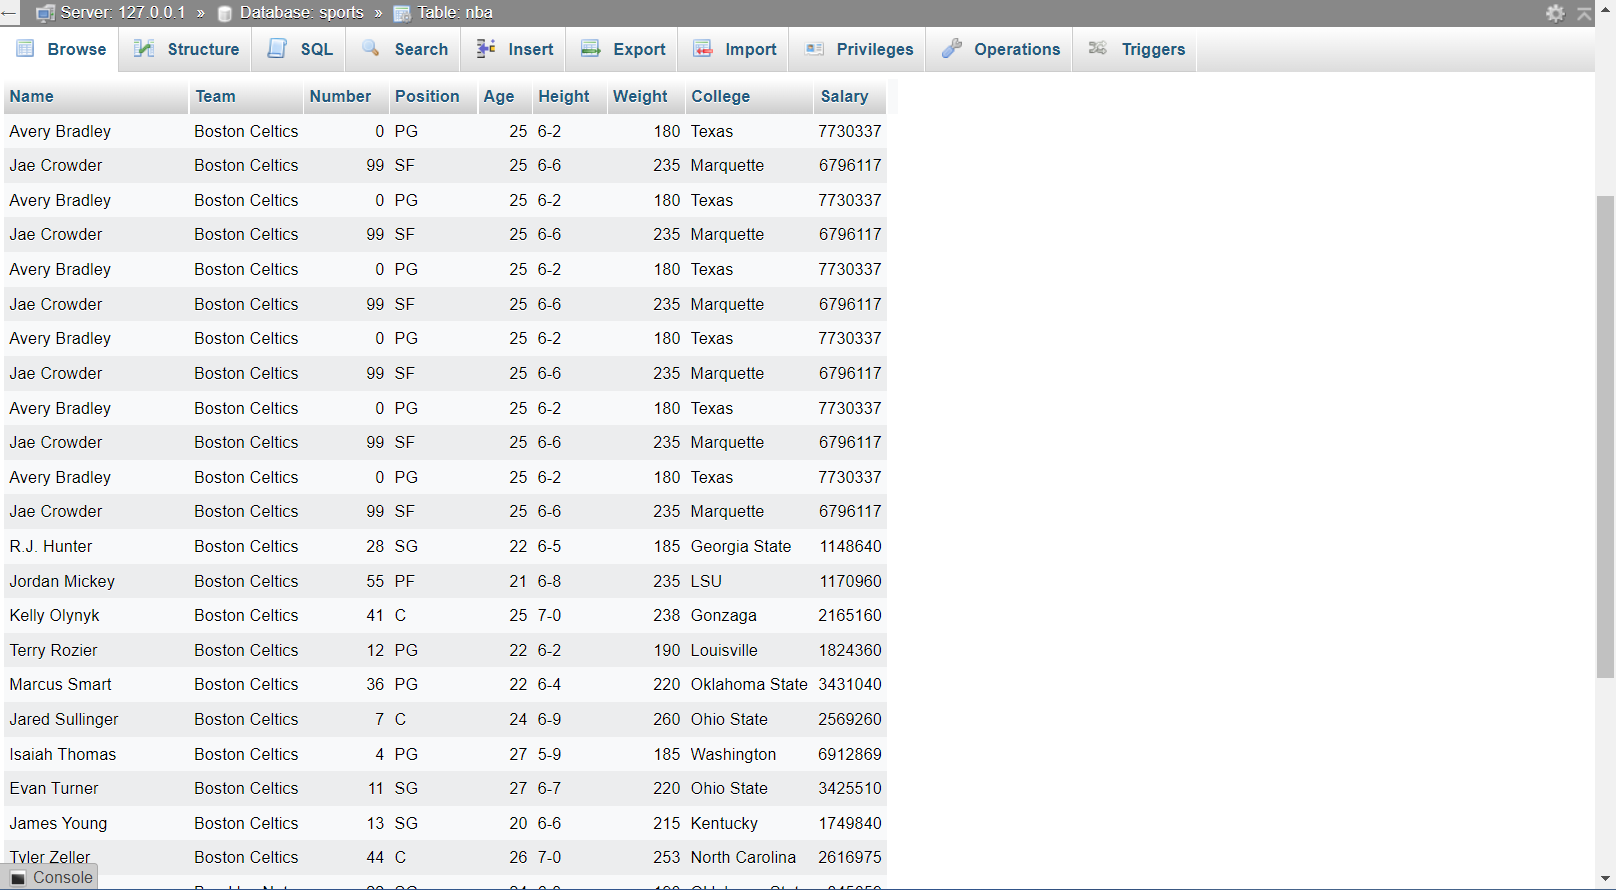 ← Server: 127.0.0.1 » Database: sports » Table: nba
Browse Structure SQL Search Insert Export Import Privileges Operations Triggers
Name Team Number Position Age Height Weight College Salary
Avery Bradley Boston Celtics 0 PG 25 6-2 180 Texas 7730337
Jae Crowder Boston Celtics 99 SF 25 6-6 235 Marquette 6796117
Avery Bradley Boston Celtics 0 PG 25 6-2 180 Texas 7730337
Jae Crowder Boston Celtics 99 SF 25 6-6 235 Marquette 6796117
Avery Bradley Boston Celtics 0 PG 25 6-2 180 Texas 7730337
Jae Crowder Boston Celtics 99 SF 25 6-6 235 Marquette 6796117
Avery Bradley Boston Celtics 0 PG 25 6-2 180 Texas 7730337
Jae Crowder Boston Celtics 99 SF 25 6-6 235 Marquette 6796117
Avery Bradley Boston Celtics 0 PG 25 6-2 180 Texas 7730337
Jae Crowder Boston Celtics 99 SF 25 6-6 235 Marquette 6796117
Avery Bradley Boston Celtics 0 PG 25 6-2 180 Texas 7730337
Jae Crowder Boston Celtics 99 SF 25 6-6 235 Marquette 6796117
R.J. Hunter Boston Celtics 28 SG 22 6-5 185 Georgia State 1148640
Jordan Mickey Boston Celtics 55 PF 21 6-8 235 LSU 1170960
Kelly Olynyk Boston Celtics 41 C 25 7-0 238 Gonzaga 2165160
Terry Rozier Boston Celtics 12 PG 22 6-2 190 Louisville 1824360
Marcus Smart Boston Celtics 36 PG 22 6-4 220 Oklahoma State 3431040
Jared Sullinger Boston Celtics 7 C 24 6-9 260 Ohio State 2569260
Isaiah Thomas Boston Celtics 4 PG 27 5-9 185 Washington 6912869
Evan Turner Boston Celtics 11 SG 27 6-7 220 Ohio State 3425510
James Young Boston Celtics 13 SG 20 6-6 215 Kentucky 1749840
Tyler Zeller Boston Celtics 44 C 26 7-0 253 North Carolina 2616975
Console